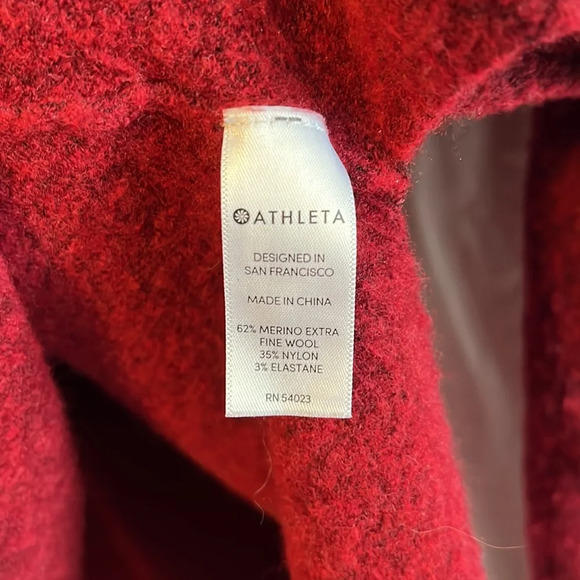 ATHLETA
DESIGNED IN
SAN FRANCISCO
MADE IN CHINA
62% MERINO EXTRA
FINE WOOL
35% NYLON
3% ELASTANE
RN 54023